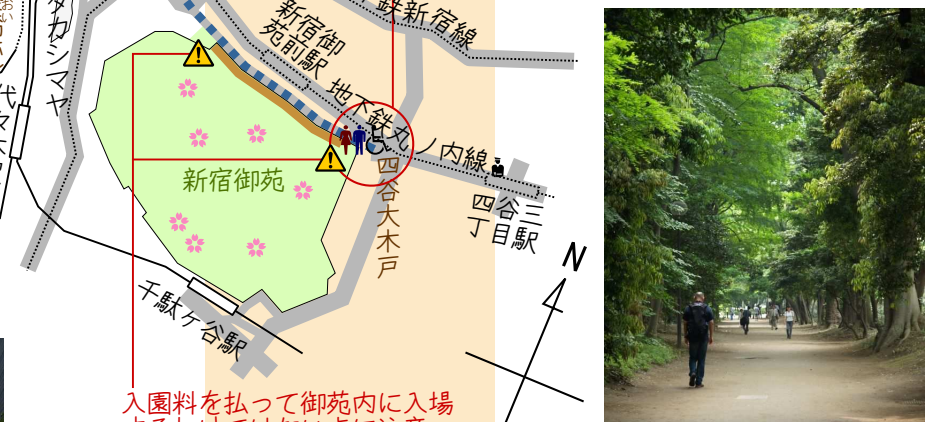 タカシマヤ
新宿御
苑前駅
鉄新宿線
地下鉄丸ノ内線
新宿御苑
四谷大木戸
四谷三
丁目駅
千駄ケ谷駅
N
入園料を払って御苑内に入場